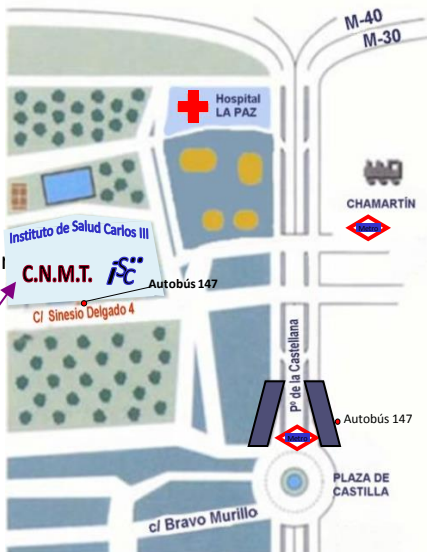 M-40
M-30
Hospital
LA PAZ
CHAMARTÍN
Metro
Instituto de Salud Carlos III
C.N.M.T. isc
Autobús 147
C/ Sinesio Delgado 4
Pº de la Castellana
Autobús 147
Metro
PLAZA DE
CASTILLA
c/ Bravo Murillo